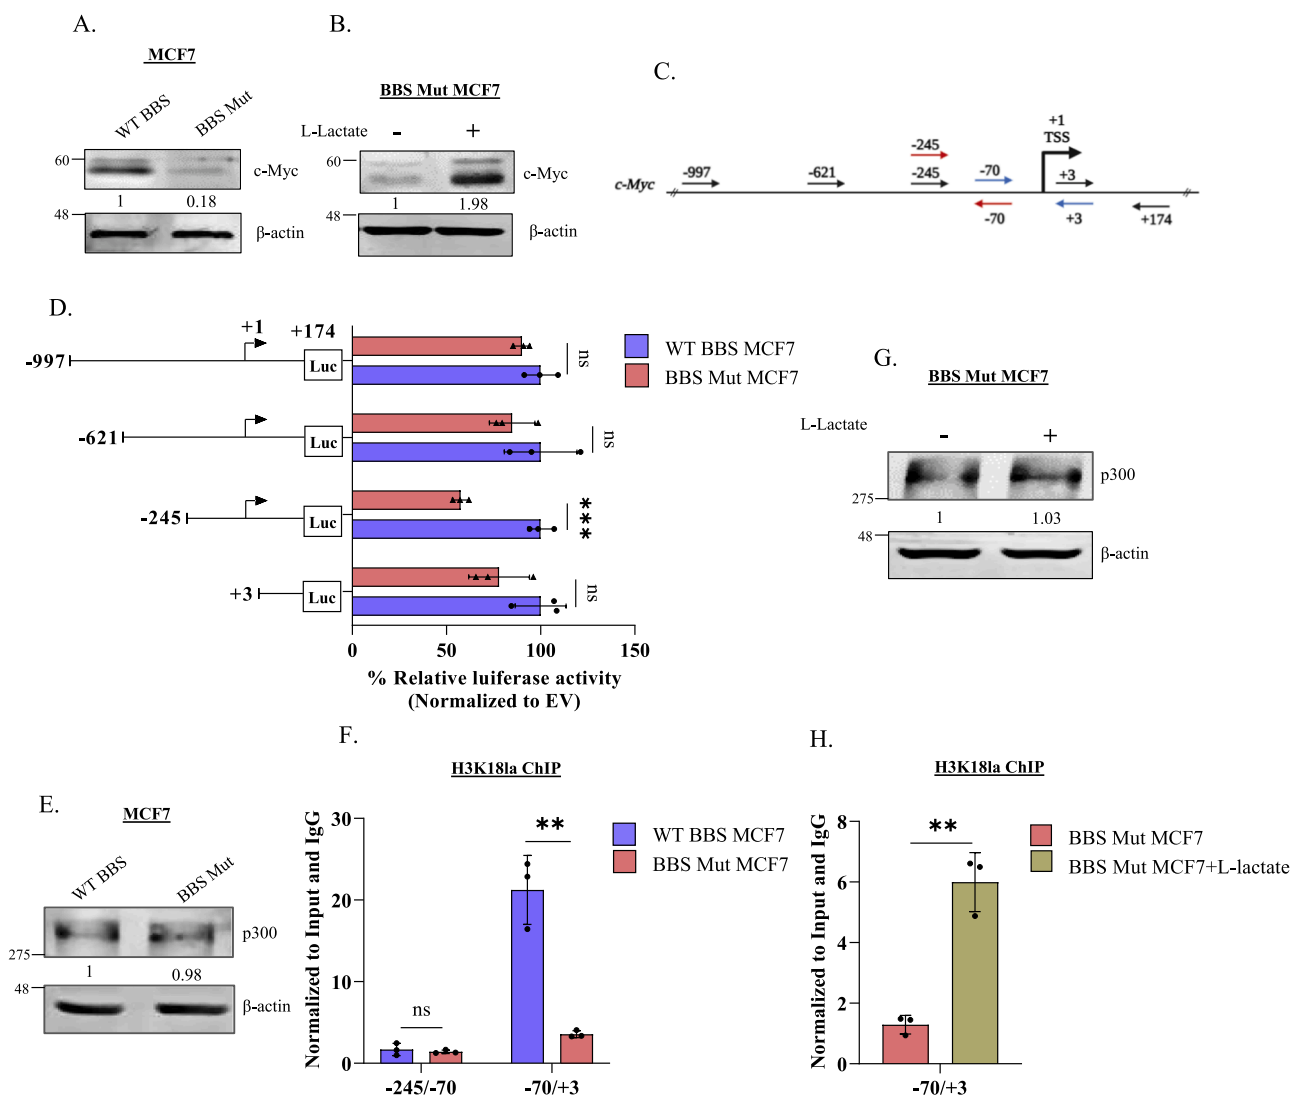 A.
MCF7
WT BBS
BBS Mut
60
c-Myc
1
0.18
48
β-actin
B.
BBS Mut MCF7
L-Lactate
-
+
60
c-Myc
1
1.98
48
β-actin
C.
+1
TSS
-245
-997
-621
-245
-70
+3
c-Myc
-70
+3
+174
D.
+1
+174
-997
Luc
ns
-621
Luc
ns
-245
Luc
***
+3
Luc
ns
0
50
100
150
% Relative luiferase activity
(Normalized to EV)
WT BBS MCF7
BBS Mut MCF7
G.
BBS Mut MCF7
L-Lactate
-
+
p300
275
1
1.03
48
β-actin
E.
MCF7
WT BBS
BBS Mut
p300
275
1
0.98
48
β-actin
F.
H3K18la ChIP
Normalized to Input and IgG
30
20
10
0
ns
**
-245/-70
-70/+3
WT BBS MCF7
BBS Mut MCF7
H.
H3K18la ChIP
Normalized to Input and IgG
8
6
4
2
0
**
-70/+3
BBS Mut MCF7
BBS Mut MCF7+L-lactate